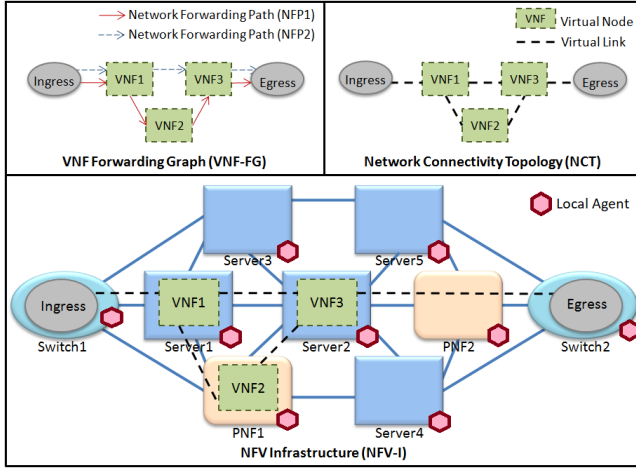 Network Forwarding Path (NFP1)
Network Forwarding Path (NFP2)
Ingress
VNF1
VNF3
Egress
VNF2
VNF Forwarding Graph (VNF-FG)
VNF
Virtual Node
Virtual Link
Ingress
VNF1
VNF3
Egress
VNF2
Network Connectivity Topology (NCT)
Local Agent
Server3
Server5
Ingress
VNF1
VNF3
Egress
Switch1
Server1
Server2
PNF2
Switch2
VNF2
PNF1
Server4
NFV Infrastructure (NFV-I)